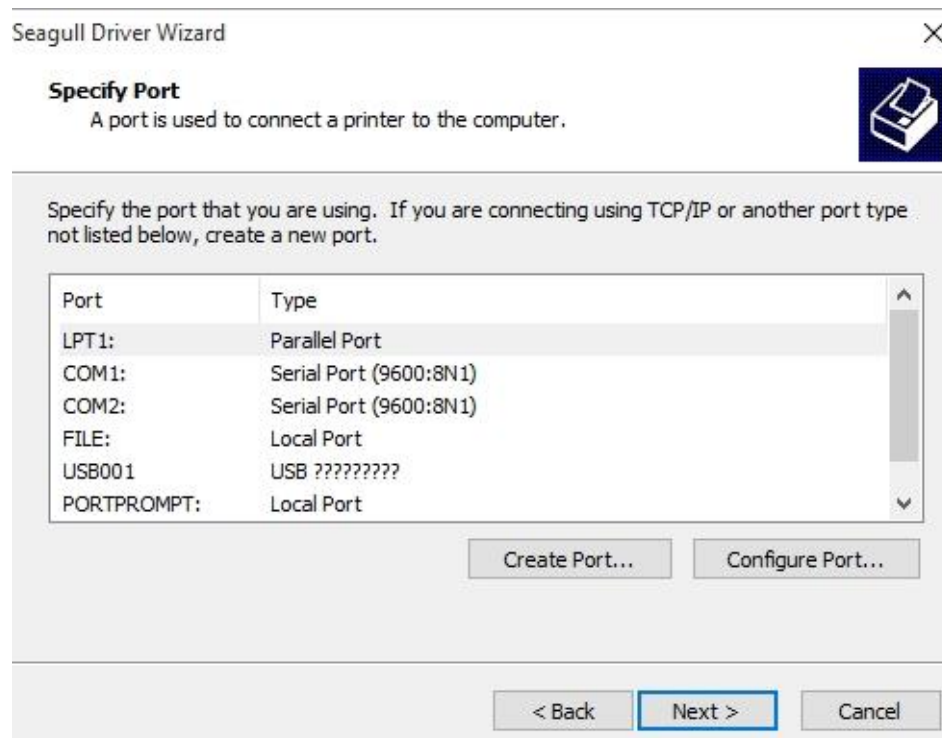 Seagull Driver Wizard
Specify Port
A port is used to connect a printer to the computer.
Specify the port that you are using.  If you are connecting using TCP/IP or another port type
not listed below, create a new port.
Port Type
LPT1: Parallel Port
COM1: Serial Port (9600:8N1)
COM2: Serial Port (9600:8N1)
FILE: Local Port
USB001 USB ?????????
PORTPROMPT: Local Port
Create Port... Configure Port...
< Back Next > Cancel